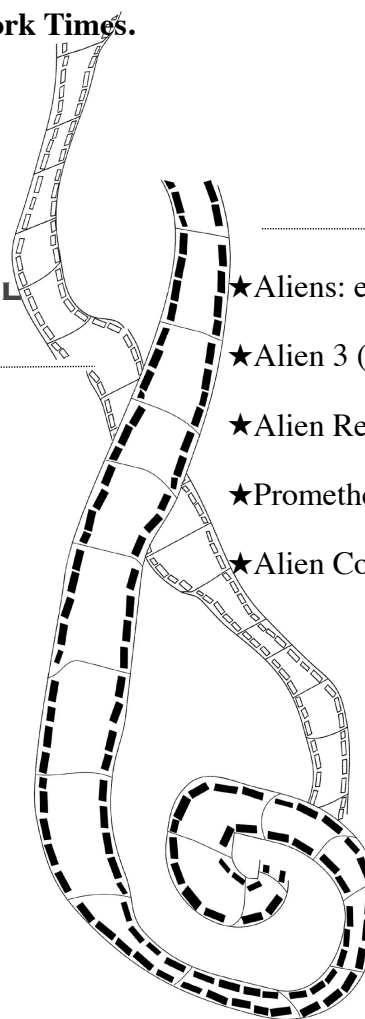 ork Times.
★Aliens: e
★Alien 3 (
★Alien Re
★Prometh
★Alien Co